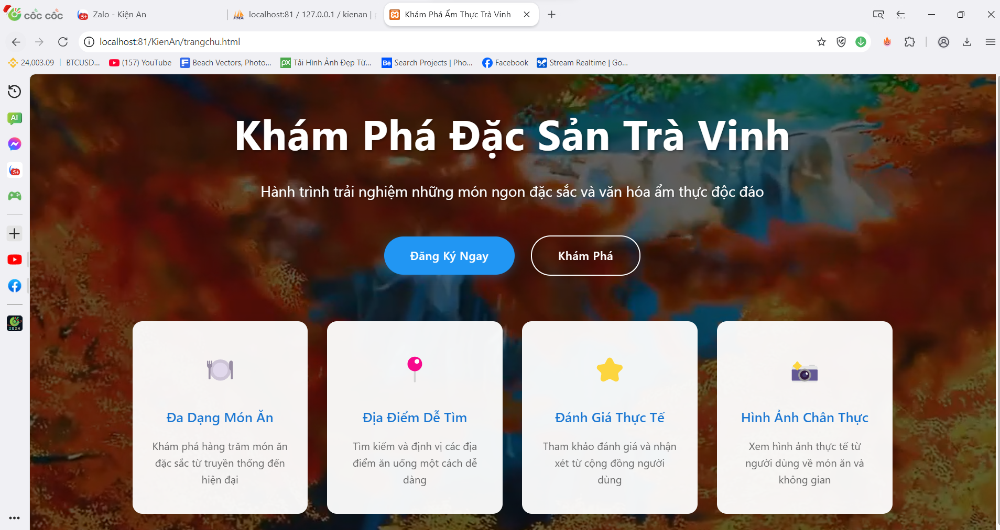 cốc cốc
Zalo - Kiện An
localhost:81 / 127.0.0.1 / kienan |
Khám Phá Ẩm Thực Trà Vinh
localhost:81/KienAn/trangchu.html
24,003.09
BTCUSD...
(157) YouTube
Beach Vectors, Photo...
Tải Hình Ảnh Đẹp Từ...
Search Projects | Pho...
Facebook
Stream Realtime | Go...
Khám Phá Đặc Sản Trà Vinh
Hành trình trải nghiệm những món ngon đặc sắc và văn hóa ẩm thực độc đáo
Đăng Ký Ngay
Khám Phá
Đa Dạng Món Ăn
Khám phá hàng trăm món ăn
đặc sắc từ truyền thống đến
hiện đại
Địa Điểm Dễ Tìm
Tìm kiếm và định vị các địa
điểm ăn uống một cách dễ
dàng
Đánh Giá Thực Tế
Tham khảo đánh giá và nhận
xét từ cộng đồng người
dùng
Hình Ảnh Chân Thực
Xem hình ảnh thực tế từ
người dùng về món ăn và
không gian
AI
5+
2024
PMA
5+
PX
Bē